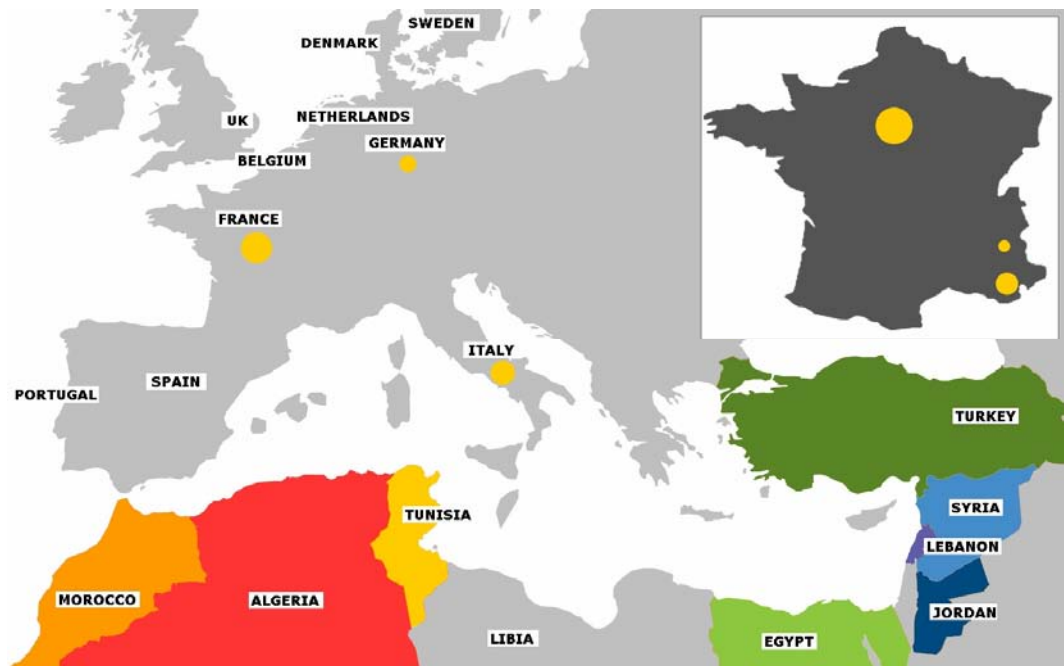 SWEDEN
DENMARK
NETHERLANDS
UK
GERMANY
BELGIUM
FRANCE
ITALY
SPAIN
PORTUGAL
TURKEY
TUNISIA
SYRIA
LEBANON
MOROCCO
ALGERIA
JORDAN
LIBIA
EGYPT